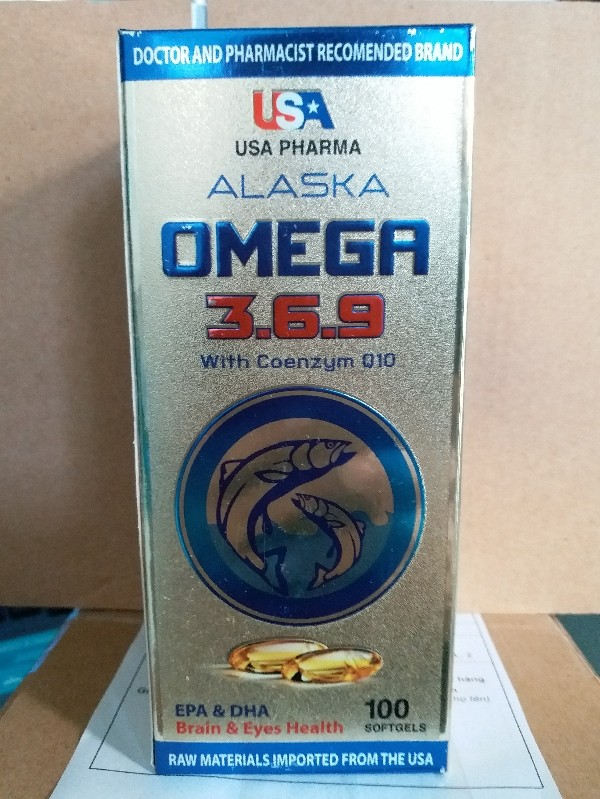 DOCTOR AND PHARMACIST RECOMENDED BRAND
USA
USA PHARMA
ALASKA
OMEGA
3.6.9
With Coenzym Q10
EPA & DHA
Brain & Eyes Health
100
SOFTGELS
RAW MATERIALS IMPORTED FROM THE USA
hàng